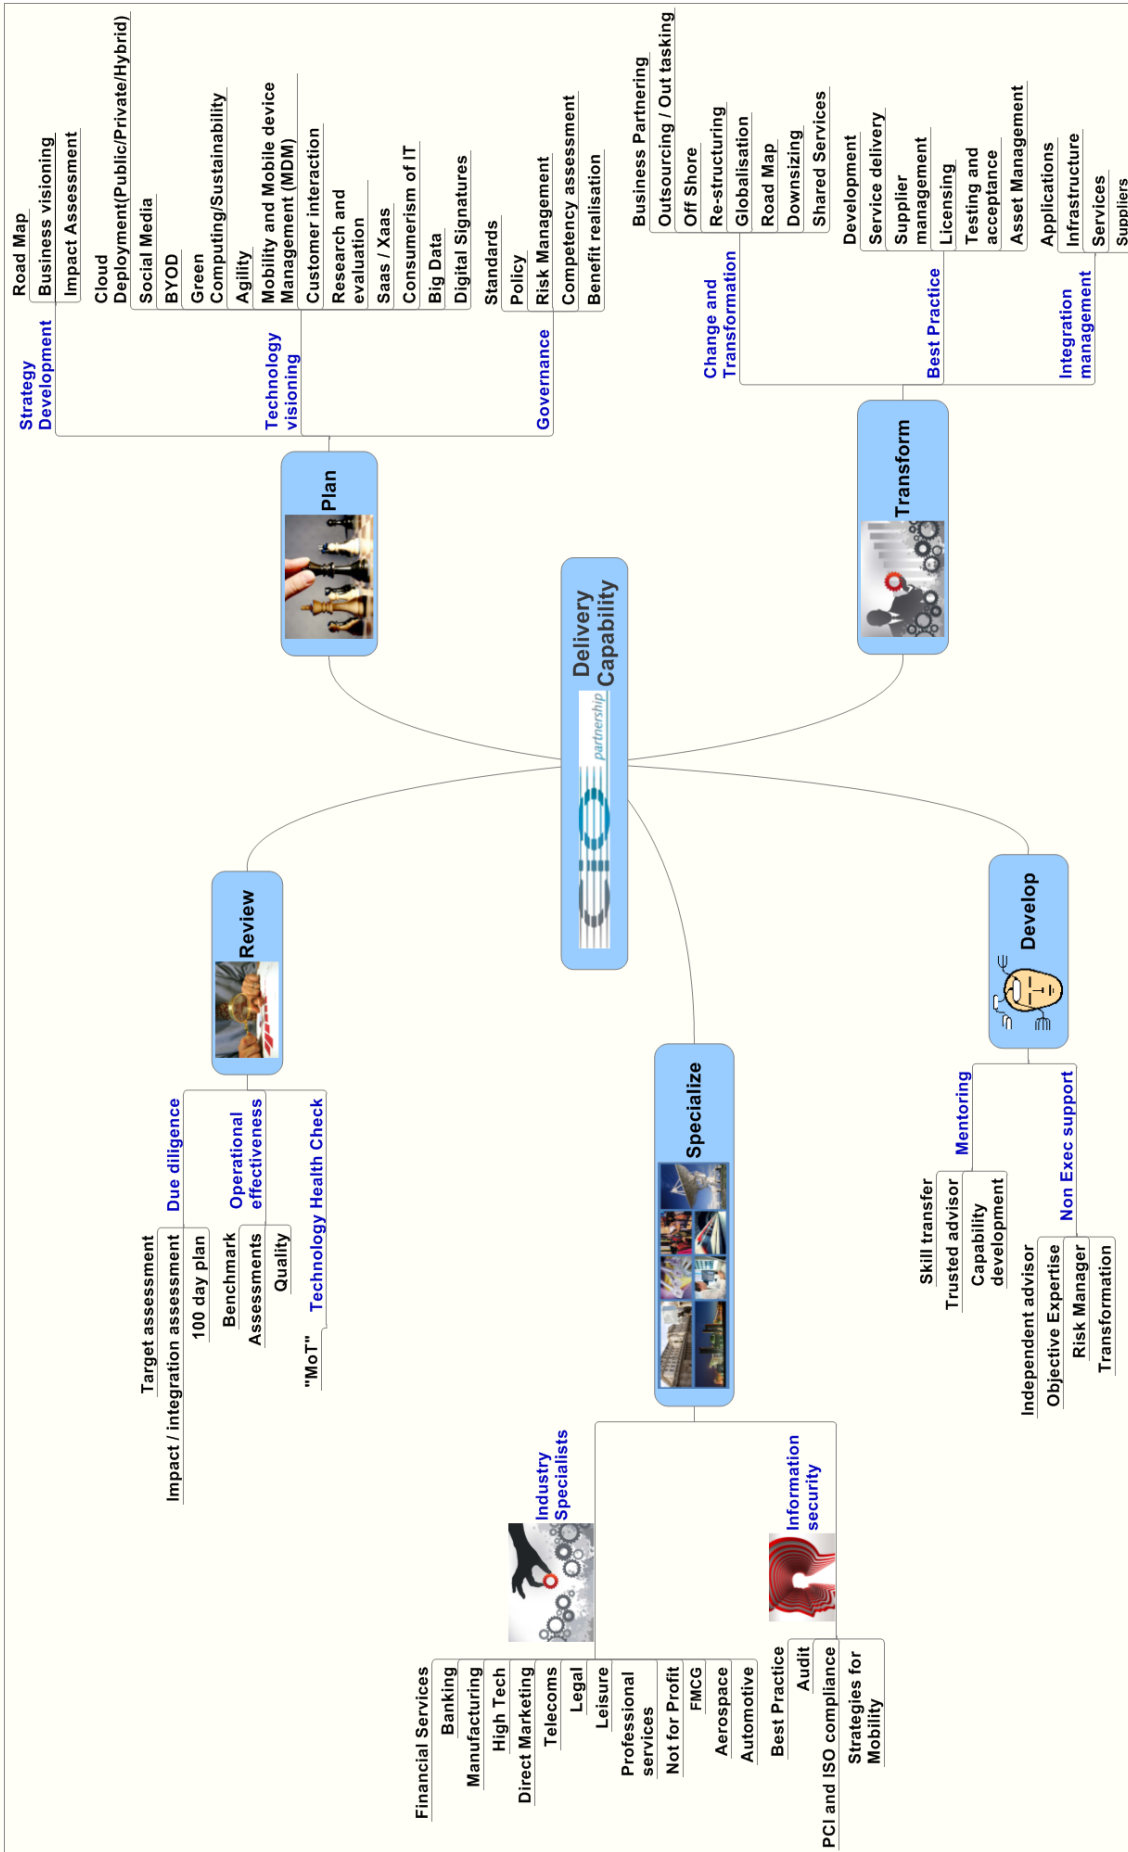 CIO
partnership
Delivery
Capability
Plan
Strategy
Development
Road Map
Business visioning
Impact Assessment
Technology
visioning
Cloud
Deployment(Public/Private/Hybrid)
Social Media
BYOD
Green
Computing/Sustainability
Agility
Mobility and Mobile device
Management (MDM)
Customer interaction
Research and
evaluation
Saas / Xaas
Consumerism of IT
Big Data
Digital Signatures
Governance
Standards
Policy
Risk Management
Competency assessment
Benefit realisation
Transform
Change and
Transformation
Business Partnering
Outsourcing / Out tasking
Off Shore
Re-structuring
Globalisation
Road Map
Downsizing
Shared Services
Best Practice
Development
Service delivery
Supplier
management
Licensing
Testing and
acceptance
Asset Management
Integration
management
Applications
Infrastructure
Services
Suppliers
Review
Due diligence
Target assessment
Impact / integration assessment
100 day plan
Operational
effectiveness
Benchmark
Assessments
Quality
Technology Health Check
"MoT"
Specialize
Industry
Specialists
Financial Services
Banking
Manufacturing
High Tech
Direct Marketing
Telecoms
Legal
Leisure
Professional
services
Not for Profit
FMCG
Aerospace
Automotive
Information
security
Best Practice
Audit
PCI and ISO compliance
Strategies for
Mobility
Develop
Mentoring
Skill transfer
Trusted advisor
Capability
development
Non Exec support
Independent advisor
Objective Expertise
Risk Manager
Transformation